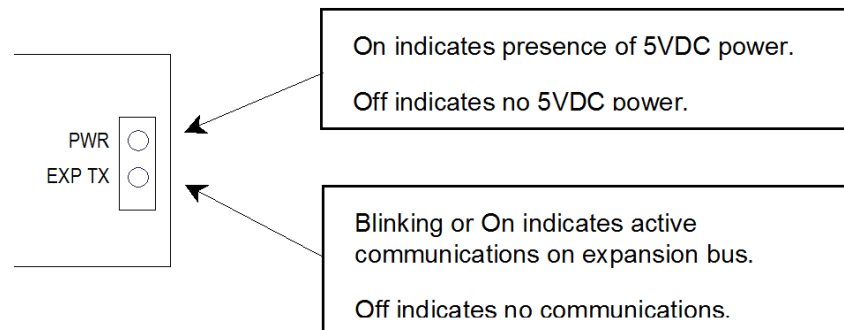 On indicates presence of 5VDC power.
Off indicates no 5VDC power.
PWR
EXP TX
Blinking or On indicates active
communications on expansion bus.
Off indicates no communications.